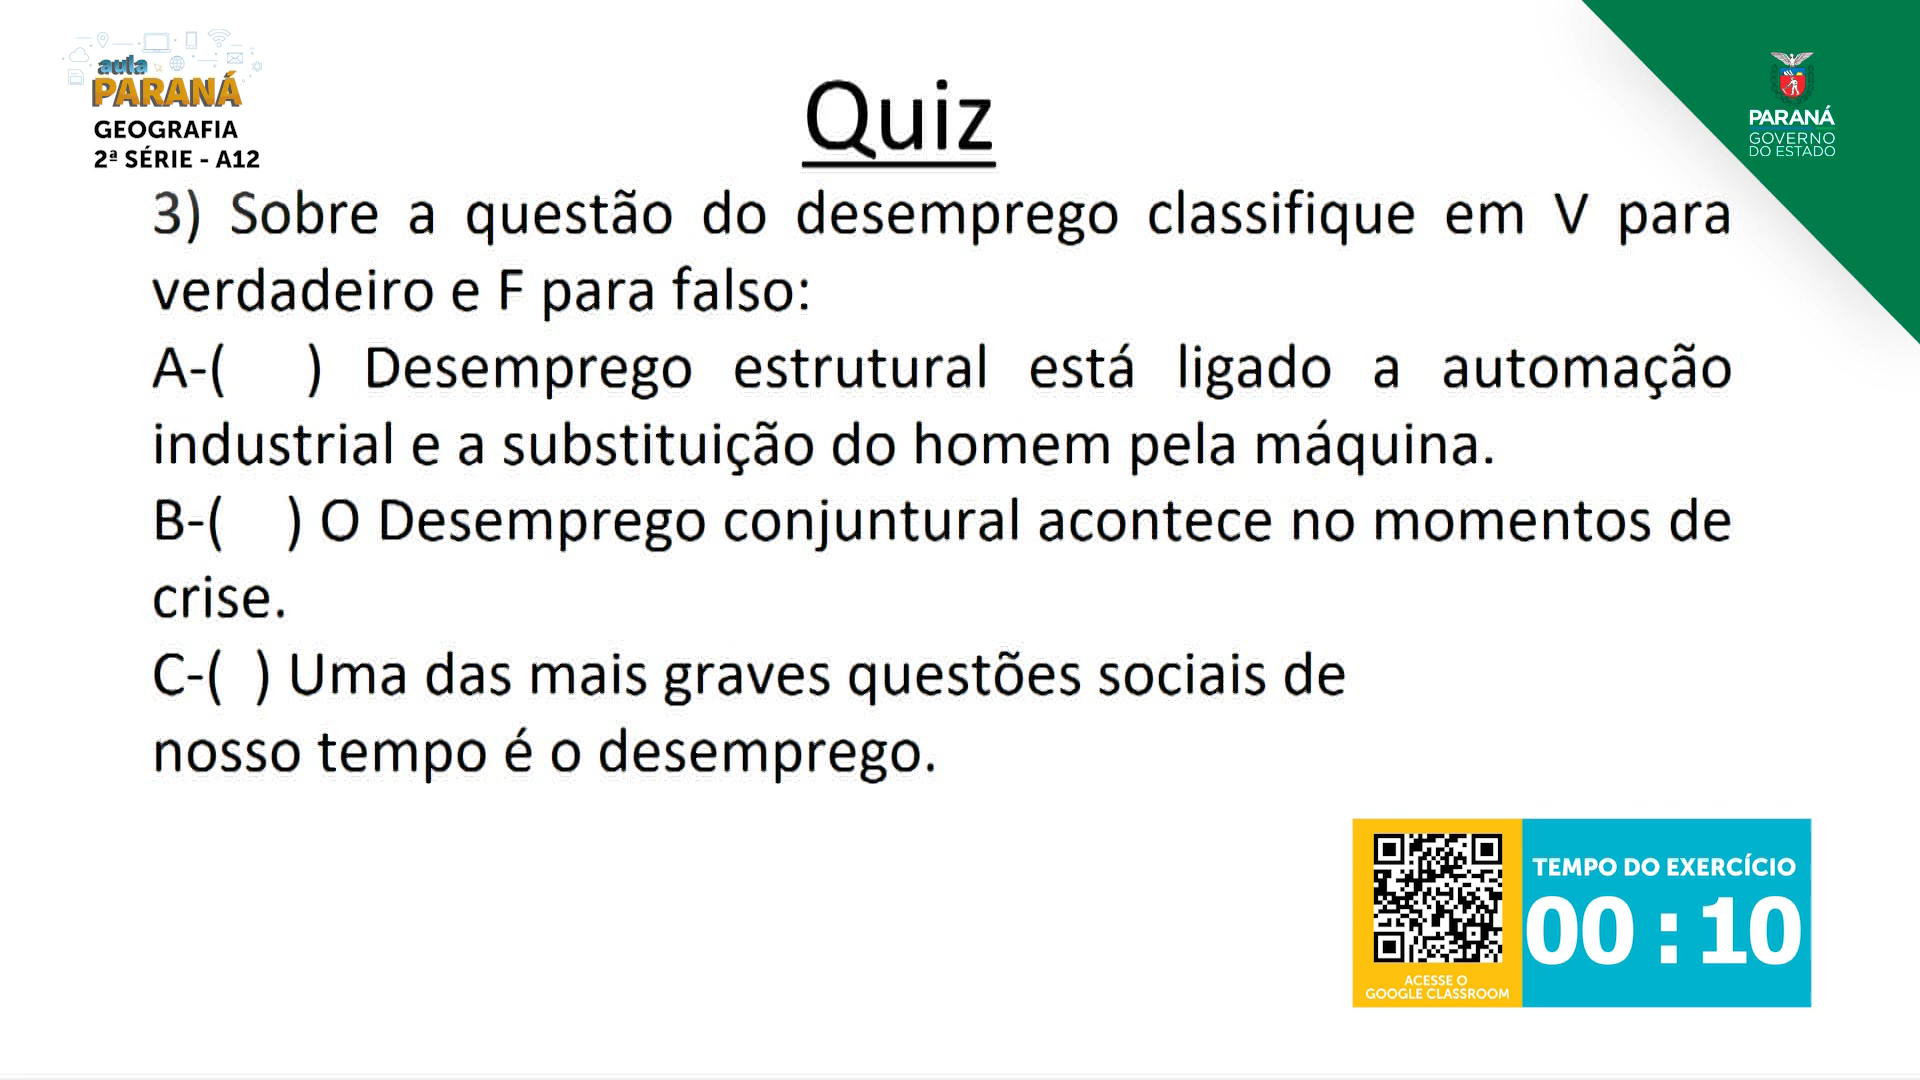 aula
PARANÁ
GEOGRAFIA
2ª SÉRIE - A12
Quiz
PARANÁ
GOVERNO
DO ESTADO
3) Sobre a questão do desemprego classifique em V para
verdadeiro e F para falso:
A-(    ) Desemprego estrutural está ligado a automação
industrial e a substituição do homem pela máquina.
B-(    ) O Desemprego conjuntural acontece no momentos de
crise.
C-(  ) Uma das mais graves questões sociais de
nosso tempo é o desemprego.
ACESSE O
GOOGLE CLASSROOM
TEMPO DO EXERCÍCIO
00 : 10